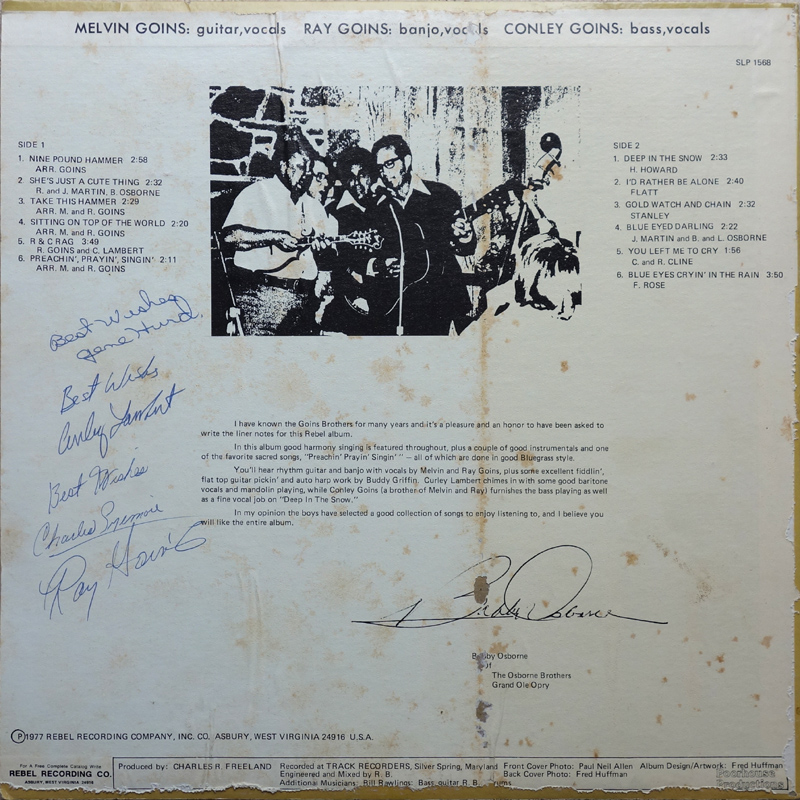 MELVIN GOINS: guitar,vocals RAY GOINS: banjo,vocals CONLEY GOINS: bass,vocals
SLP 1568
SIDE 1
1. NINE POUND HAMMER 2:58
ARR. GOINS
2. SHE'S JUST A CUTE THING 2:32
R. and J. MARTIN, B. OSBORNE
3. TAKE THIS HAMMER 2:29
ARR. M. and R. GOINS
4. SITTING ON TOP OF THE WORLD 2:20
ARR. M. and R. GOINS
5. R & C RAG 3:49
R. GOINS and C. LAMBERT
6. PREACHIN', PRAYIN', SINGIN' 2:11
ARR. M. and R. GOINS
SIDE 2
1. DEEP IN THE SNOW 2:33
H. HOWARD
2. I'D RATHER BE ALONE 2:40
FLATT
3. GOLD WATCH AND CHAIN 2:32
STANLEY
4. BLUE EYED DARLING 2:22
J. MARTIN and B. and L. OSBORNE
5. YOU LEFT ME TO CRY 1:56
C. and R. CLINE
6. BLUE EYES CRYIN' IN THE RAIN 3:50
F. ROSE
Best Wishes
Gene Hurd.
Best Wishes
Curley Lambert
Best Wishes
Charlie
Ray Goins
I have known the Goins Brothers for many years and it's a pleasure and an honor to have been asked to
write the liner notes for this Rebel album.
In this album good harmony singing is featured throughout, plus a couple of good instrumentals and one
of the favorite sacred songs, "Preachin' Prayin' Singin' " – all of which are done in good Bluegrass style.
You'll hear rhythm guitar and banjo with vocals by Melvin and Ray Goins, plus some excellent fiddlin',
flat top guitar pickin' and auto harp work by Buddy Griffin. Curley Lambert chimes in with some good baritone
vocals and mandolin playing, while Conley Goins (a brother of Melvin and Ray) furnishes the bass playing as well
as a fine vocal job on "Deep In The Snow."
In my opinion the boys have selected a good collection of songs to enjoy listening to, and I believe you
will like the entire album.
Bobby Osborne
Bobby Osborne
Of
The Osborne Brothers
Grand Ole Opry
Ⓟ1977 REBEL RECORDING COMPANY, INC. CO. ASBURY, WEST VIRGINIA 24916 U.S.A.
For A Free Complete Catalog Write
REBEL RECORDING CO.
ASBURY, WEST VIRGINIA 24916
Produced by: CHARLES R. FREELAND
Recorded at TRACK RECORDERS, Silver Spring, Maryland
Engineered and Mixed by R. B.
Additional Musicians: Bill Rawlings: Bass guitar R. B. Drums
Front Cover Photo: Paul Neil Allen Album Design/Artwork: Fred Huffman
Back Cover Photo: Fred Huffman
Poorhouse
Productions